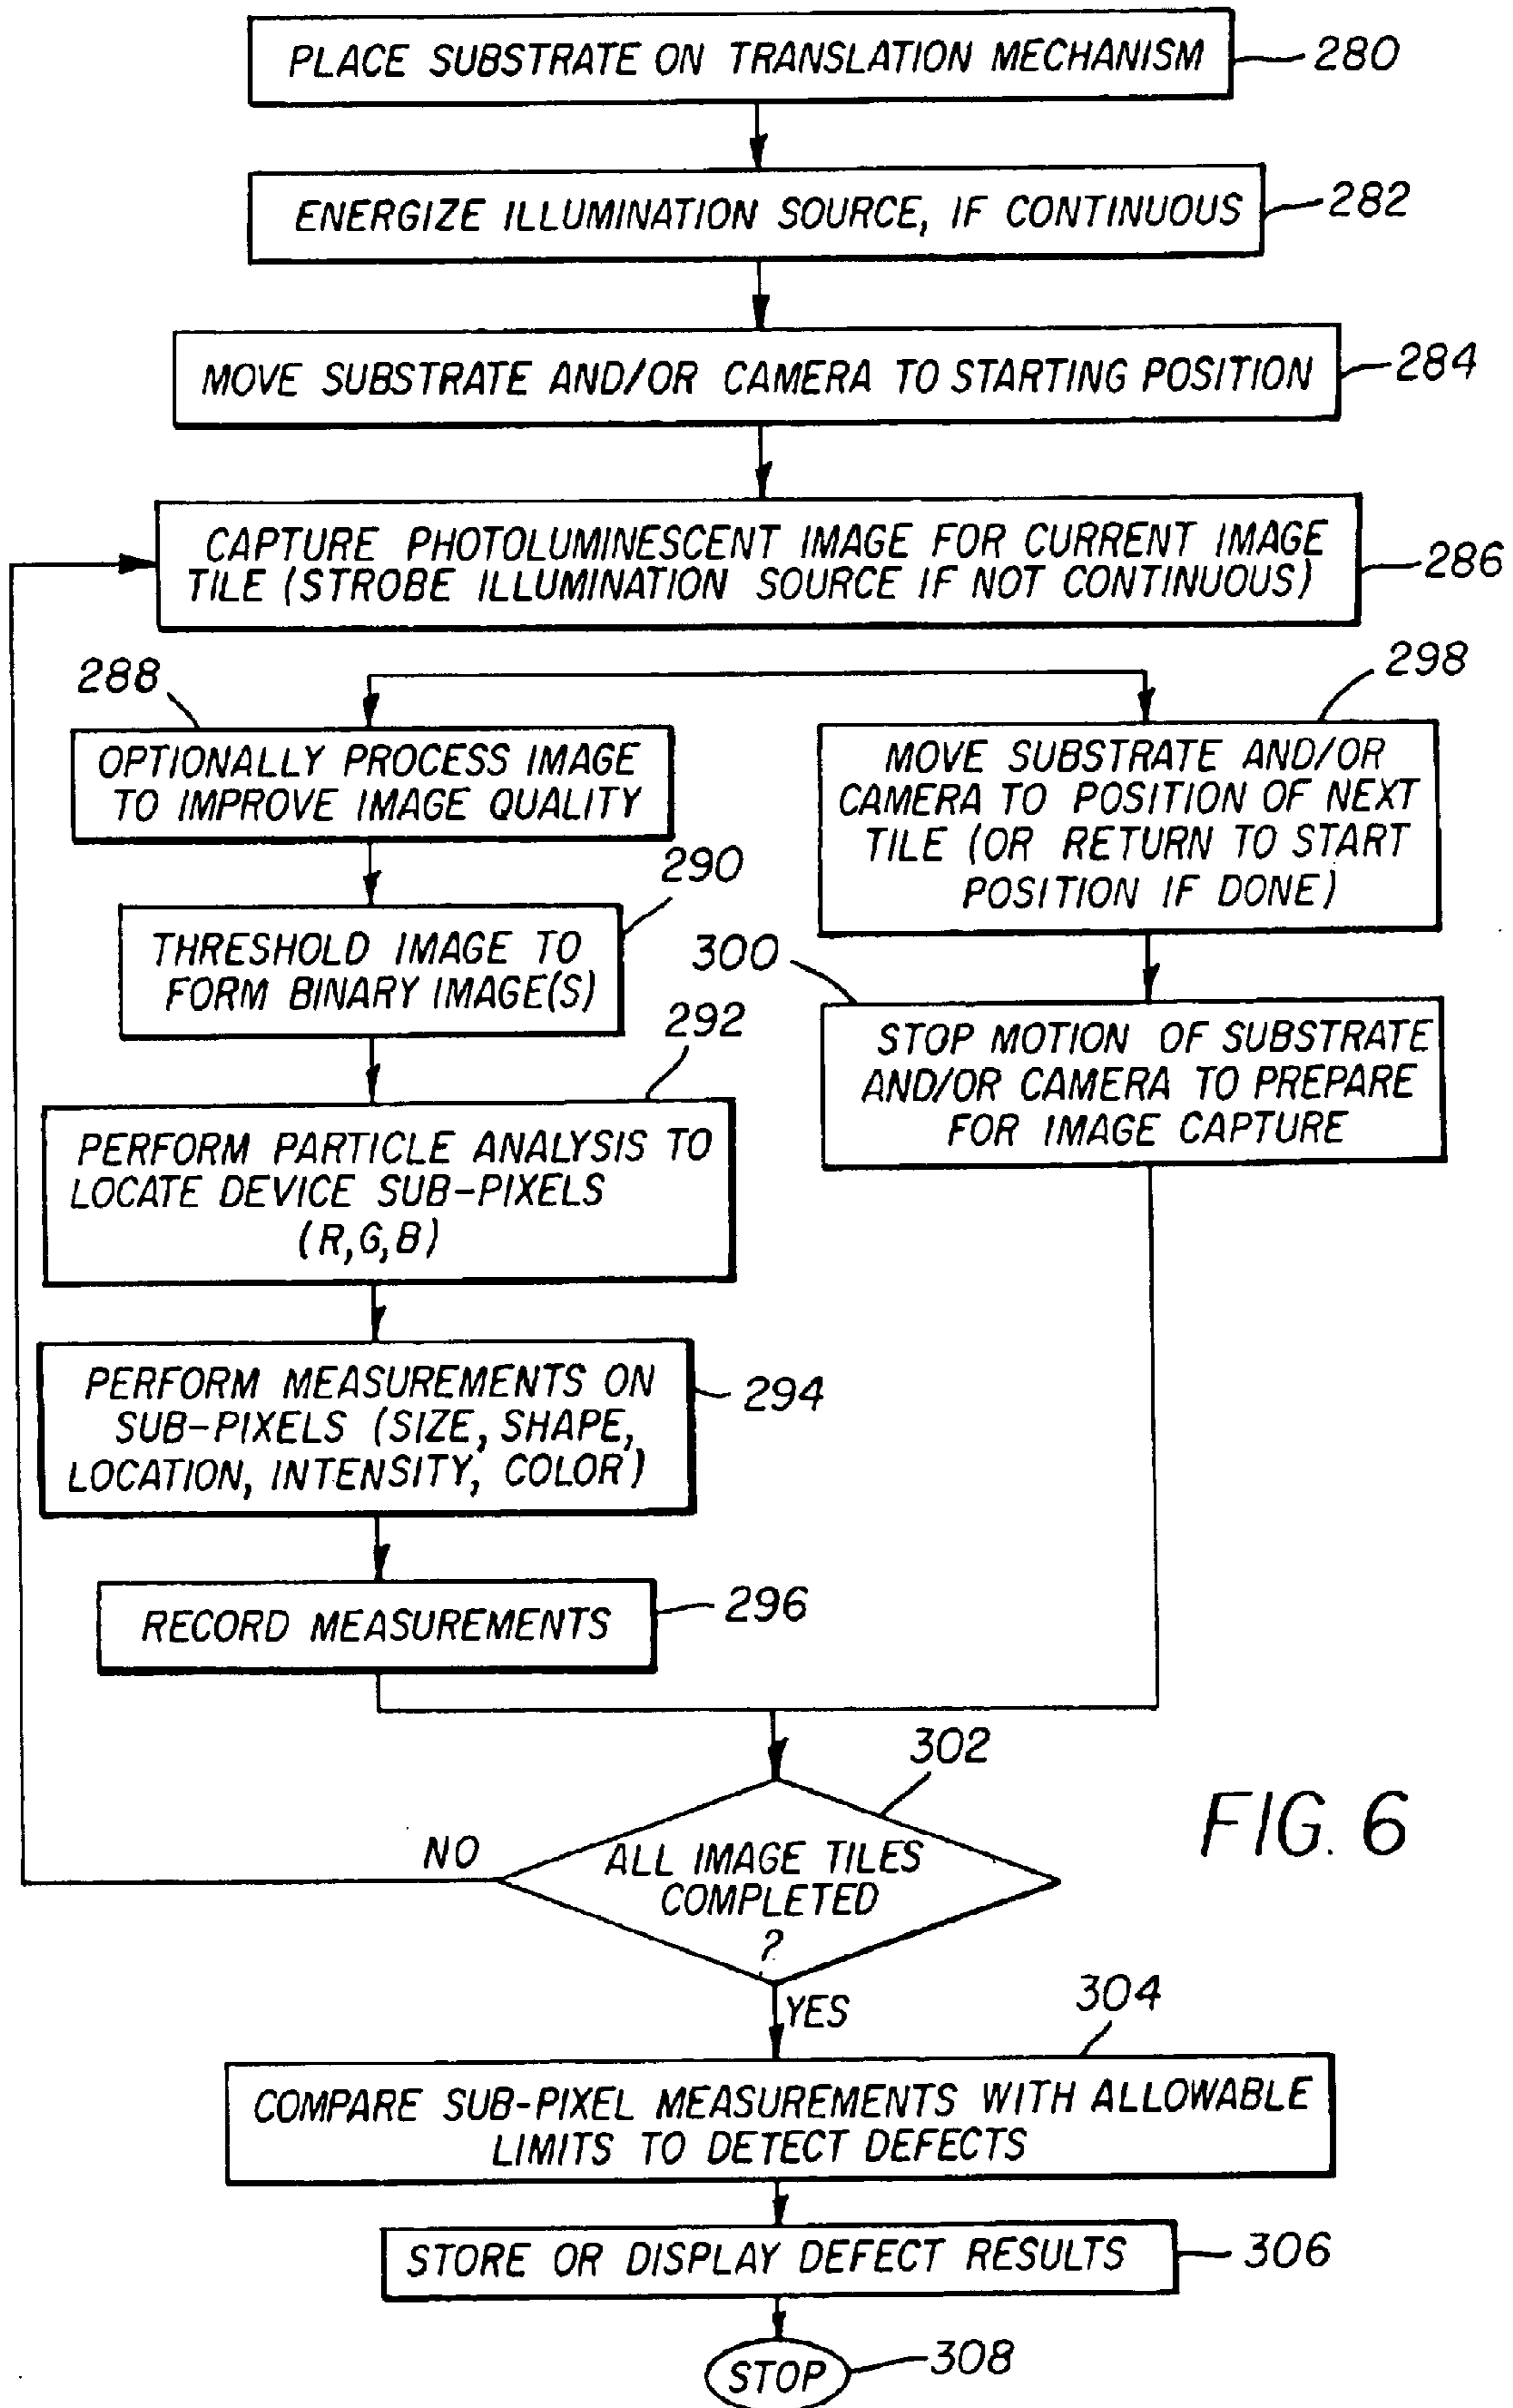 PLACE SUBSTRATE ON TRANSLATION MECHANISM
280
ENERGIZE ILLUMINATION SOURCE, IF CONTINUOUS
282
MOVE SUBSTRATE AND/OR CAMERA TO STARTING POSITION
284
CAPTURE PHOTOLUMINESCENT IMAGE FOR CURRENT IMAGE
TILE (STROBE ILLUMINATION SOURCE IF NOT CONTINUOUS)
286
288
OPTIONALLY PROCESS IMAGE
TO IMPROVE IMAGE QUALITY
290
THRESHOLD IMAGE TO
FORM BINARY IMAGE(S)
292
PERFORM PARTICLE ANALYSIS TO
LOCATE DEVICE SUB-PIXELS
(R,G,B)
PERFORM MEASUREMENTS ON
SUB-PIXELS (SIZE, SHAPE,
LOCATION, INTENSITY, COLOR)
294
RECORD MEASUREMENTS
296
298
MOVE SUBSTRATE AND/OR
CAMERA TO POSITION OF NEXT
TILE (OR RETURN TO START
POSITION IF DONE)
300
STOP MOTION OF SUBSTRATE
AND/OR CAMERA TO PREPARE
FOR IMAGE CAPTURE
302
ALL IMAGE TILES
COMPLETED
?
NO
YES
FIG. 6
304
COMPARE SUB-PIXEL MEASUREMENTS WITH ALLOWABLE
LIMITS TO DETECT DEFECTS
STORE OR DISPLAY DEFECT RESULTS
306
STOP
308